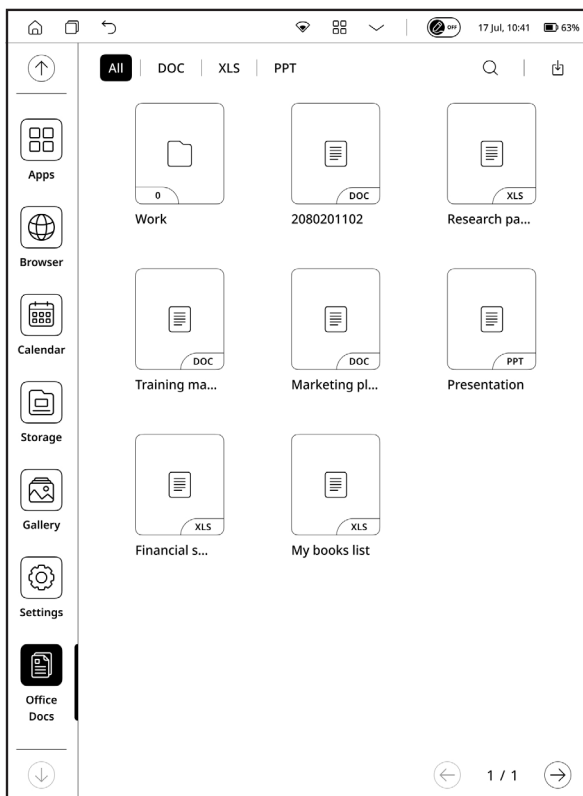 OFF 17 Jul, 10:41 63%
All DOC XLS PPT
Apps
Browser
Calendar
Storage
Gallery
Settings
Office
Docs
0
Work
DOC
2080201102
XLS
Research pa...
DOC
Training ma...
DOC
Marketing pl...
PPT
Presentation
XLS
Financial s...
XLS
My books list
1 / 1